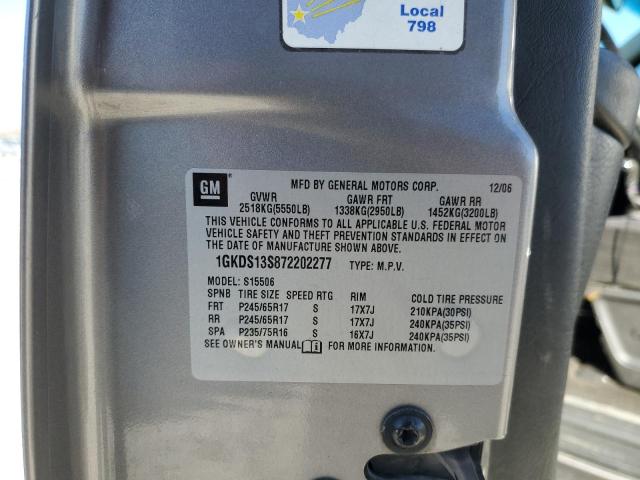 Local
798
GM
MFD BY GENERAL MOTORS CORP. 12/06
GVWR GAWR FRT GAWR RR
2518KG(5550LB) 1338KG(2950LB) 1452KG(3200LB)
THIS VEHICLE CONFORMS TO ALL APPLICABLE U.S. FEDERAL MOTOR
VEHICLE SAFETY AND THEFT PREVENTION STANDARDS IN EFFECT ON
THE DATE OF MANUFACTURE SHOWN ABOVE.
1GKDS13S872202277 TYPE: M.P.V.
MODEL: S15506
SPNB TIRE SIZE SPEED RTG RIM COLD TIRE PRESSURE
FRT P245/65R17 S 17X7J 210KPA(30PSI)
RR P245/65R17 S 17X7J 240KPA(35PSI)
SPA P235/75R16 S 16X7J 240KPA(35PSI)
SEE OWNER'S MANUAL FOR MORE INFORMATION.